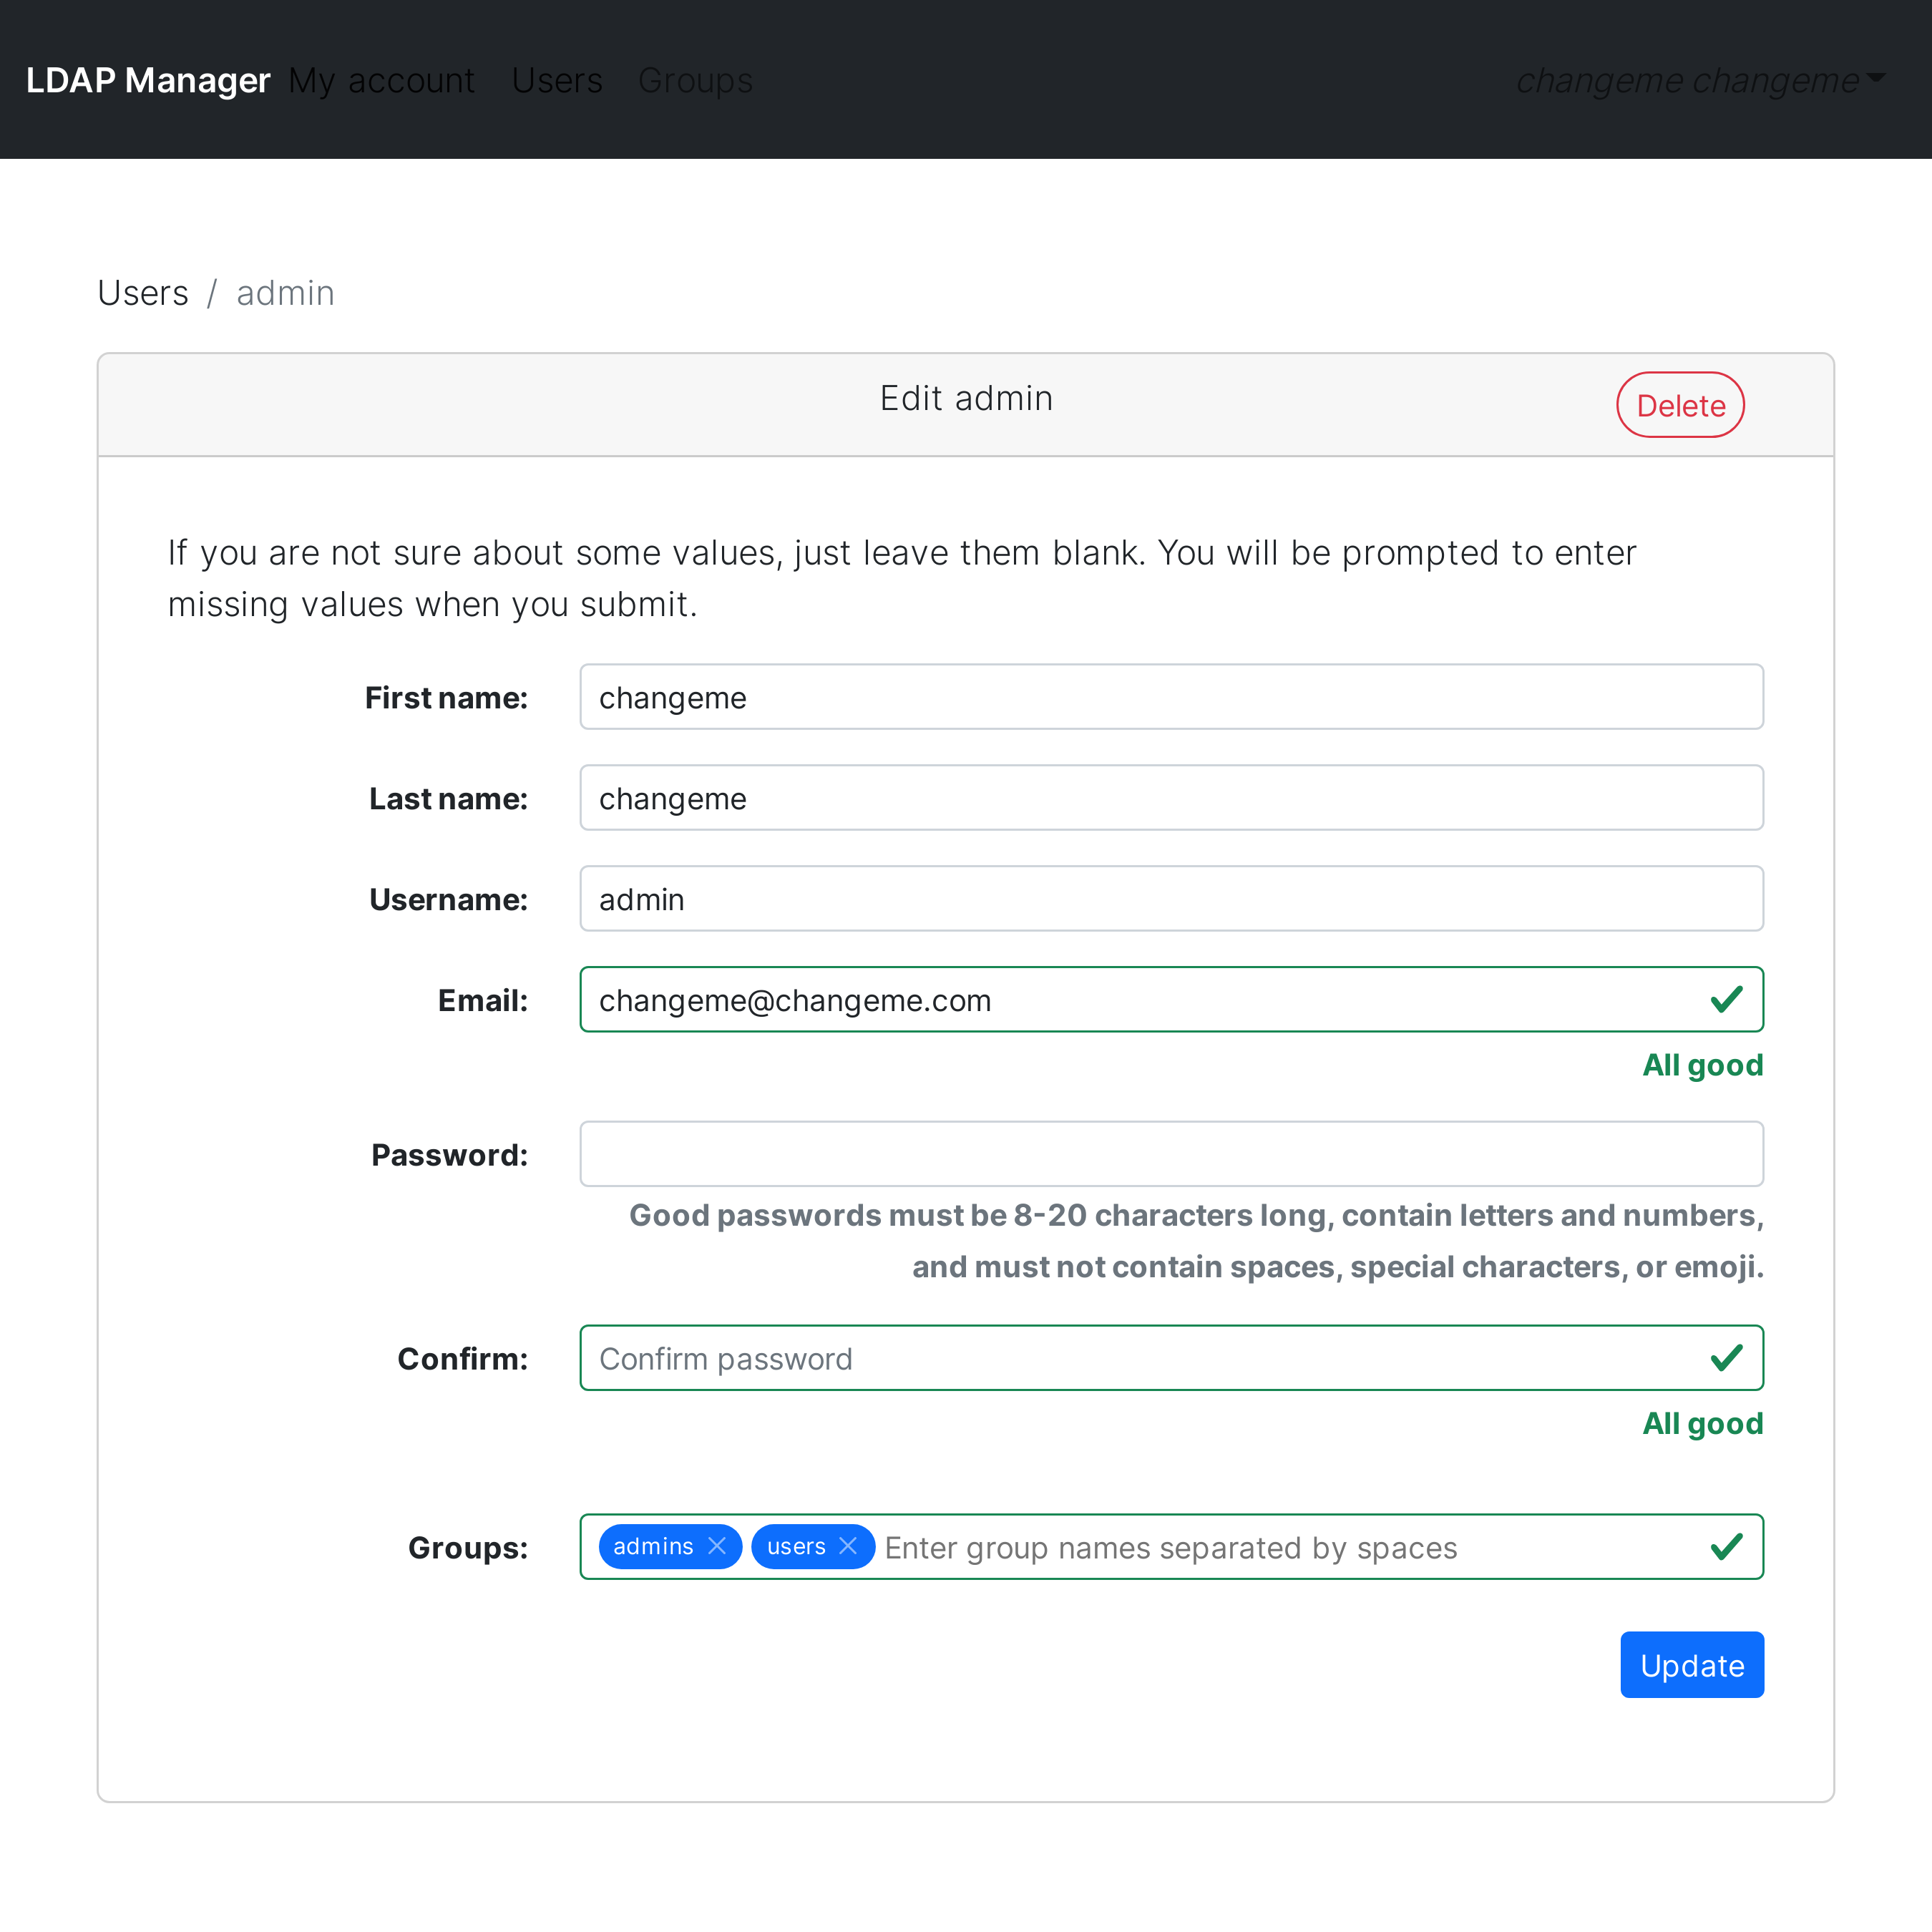 LDAP Manager My account Users Groups changeme changeme
Users / admin
Edit admin Delete
If you are not sure about some values, just leave them blank. You will be prompted to enter
missing values when you submit.
First name: changeme
Last name: changeme
Username: admin
Email: changeme@changeme.com
All good
Password:
Good passwords must be 8-20 characters long, contain letters and numbers,
and must not contain spaces, special characters, or emoji.
Confirm: Confirm password
All good
Groups: admins users Enter group names separated by spaces
Update